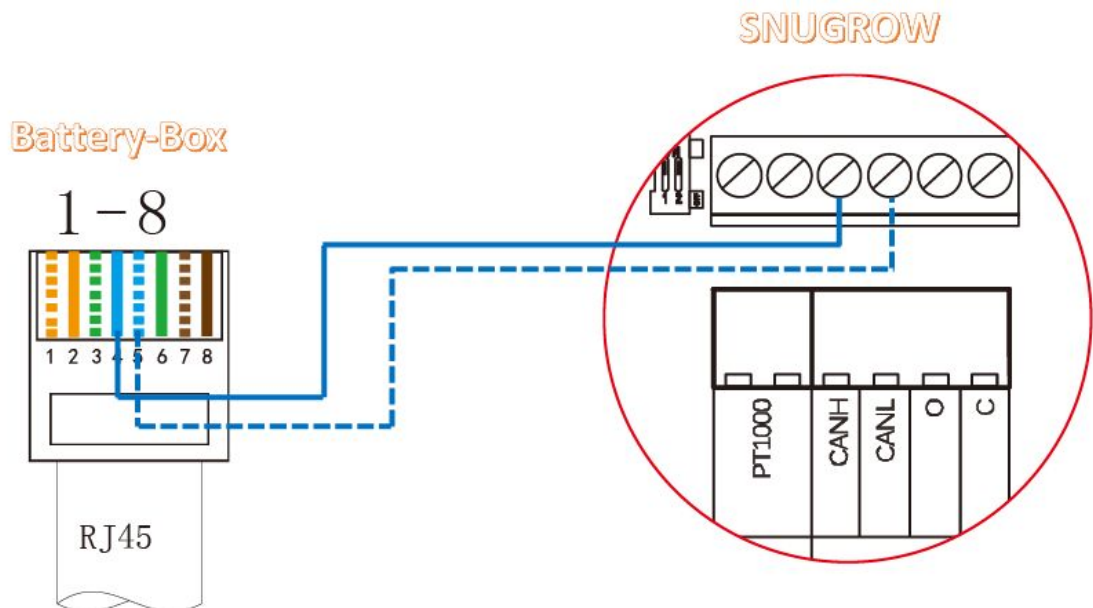 SNUGROW
Battery-Box
1-8
1 2 3 4 5 6 7 8
RJ45
PT1000
CANH
CANL
O
C